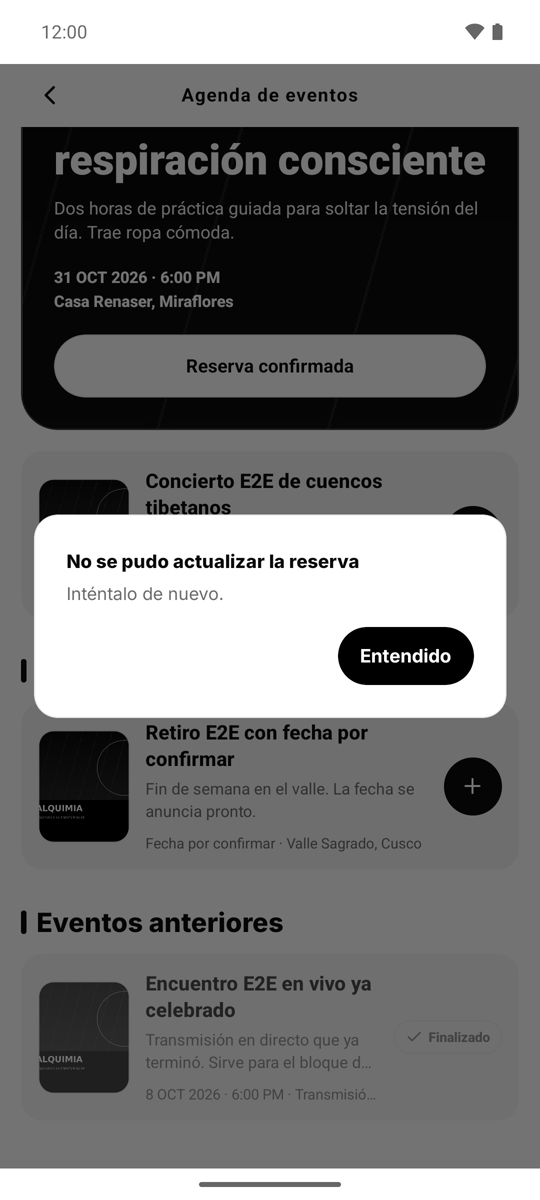 12:00
Agenda de eventos
respiración consciente
Dos horas de práctica guiada para soltar la tensión del
día. Trae ropa cómoda.
31 OCT 2026 · 6:00 PM
Casa Renaser, Miraflores
Reserva confirmada
Concierto E2E de cuencos
tibetanos
No se pudo actualizar la reserva
Inténtalo de nuevo.
Entendido
Retiro E2E con fecha por
confirmar
Fin de semana en el valle. La fecha se
anuncia pronto.
Fecha por confirmar · Valle Sagrado, Cusco
ALQUIMIA
Eventos anteriores
Encuentro E2E en vivo ya
celebrado
Transmisión en directo que ya
terminó. Sirve para el bloque d…
8 OCT 2026 · 6:00 PM · Transmisió…
ALQUIMIA
Finalizado